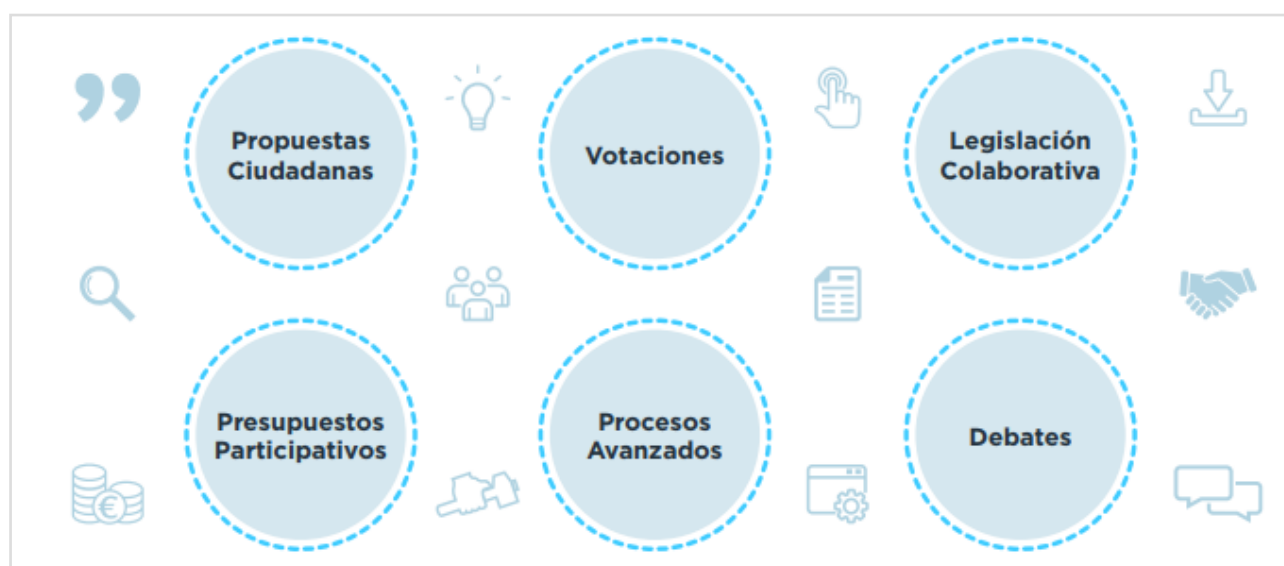 Propuestas
Ciudadanas
Votaciones
Legislación
Colaborativa
Presupuestos
Participativos
Procesos
Avanzados
Debates